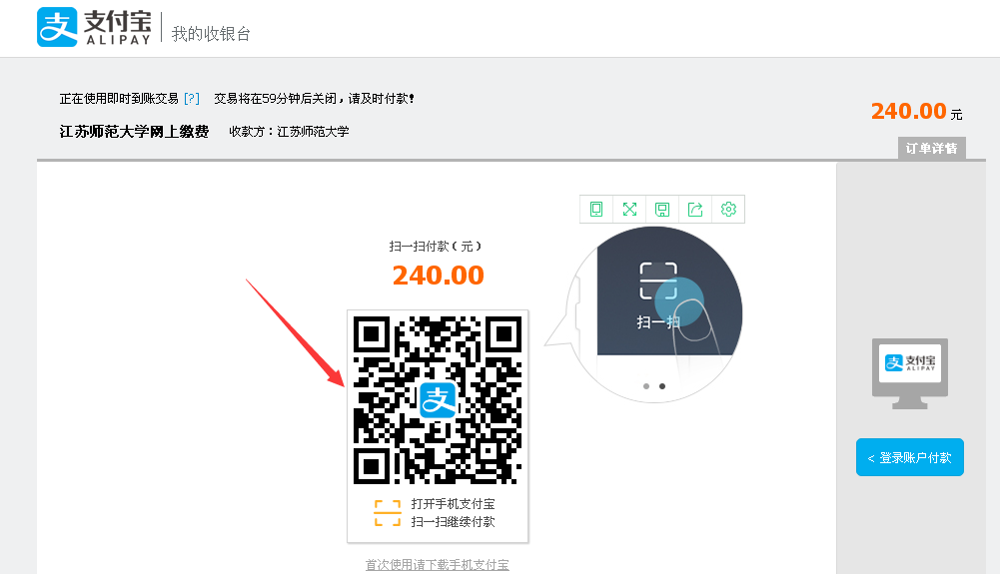 支付宝
ALIPAY
我的收银台
正在使用即时到账交易 [?] 交易将在59分钟后关闭，请及时付款！
240.00 元
江苏师范大学网上缴费 收款方：江苏师范大学
订单详情
扫一扫付款（元）
240.00
扫一扫
支付宝
ALIPAY
< 登录账户付款
打开手机支付宝
扫一扫继续付款
首次使用请下载手机支付宝